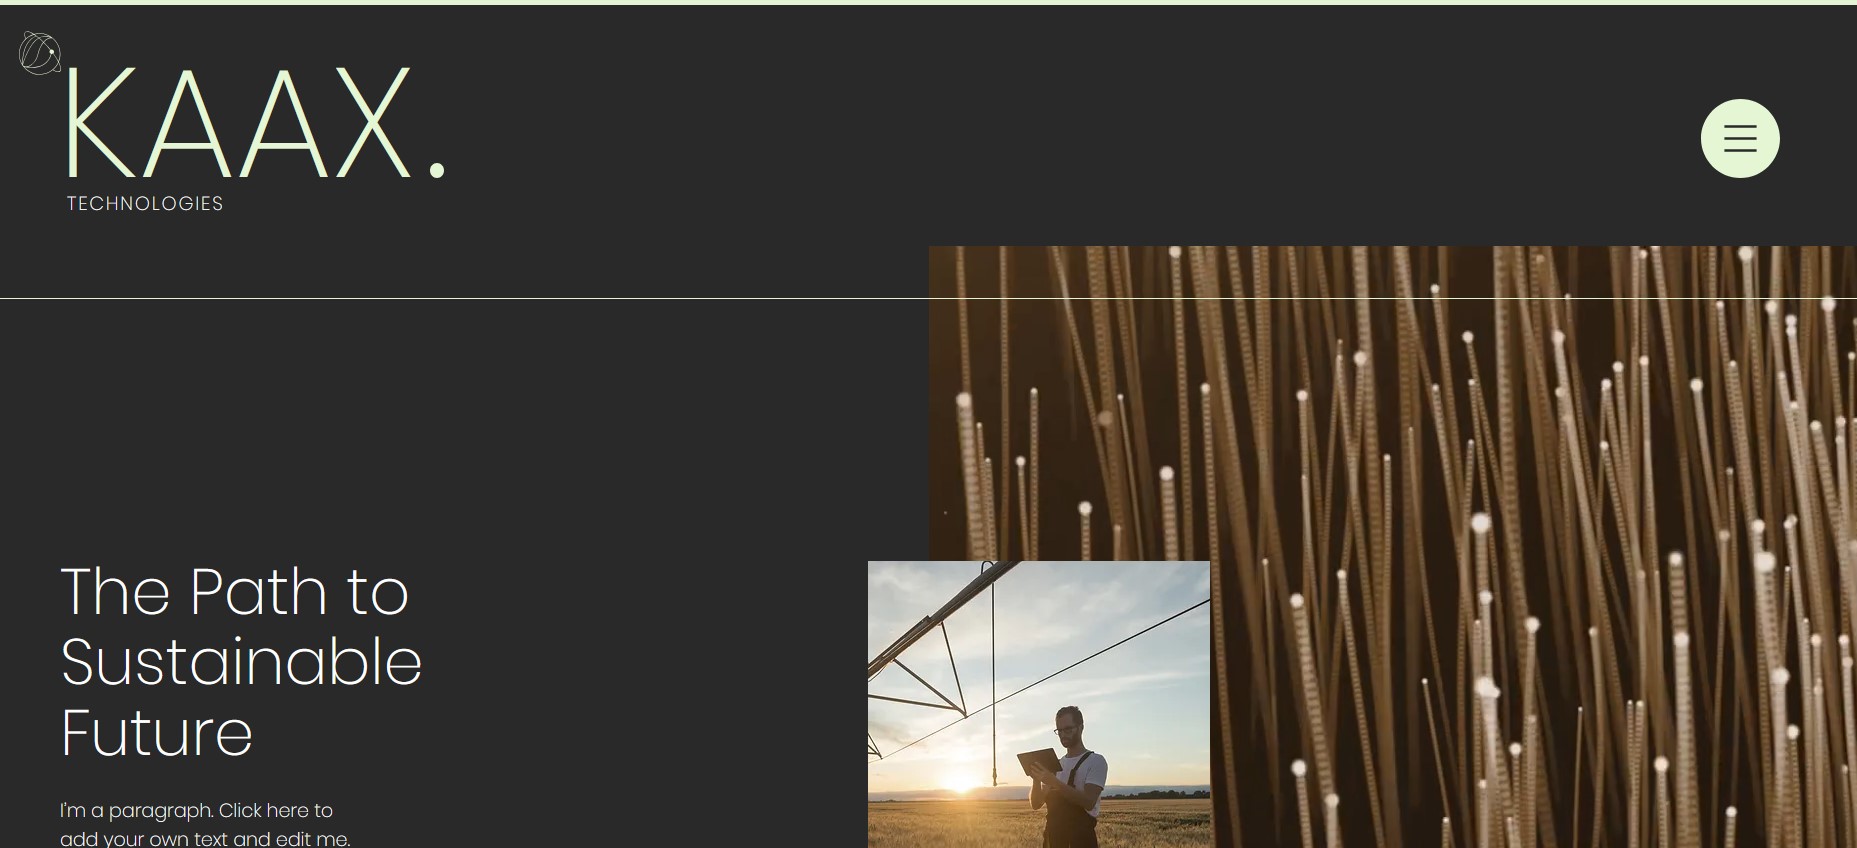 KAAX.
TECHNOLOGIES
The Path to
Sustainable
Future
I'm a paragraph. Click here to
add your own text and edit me.